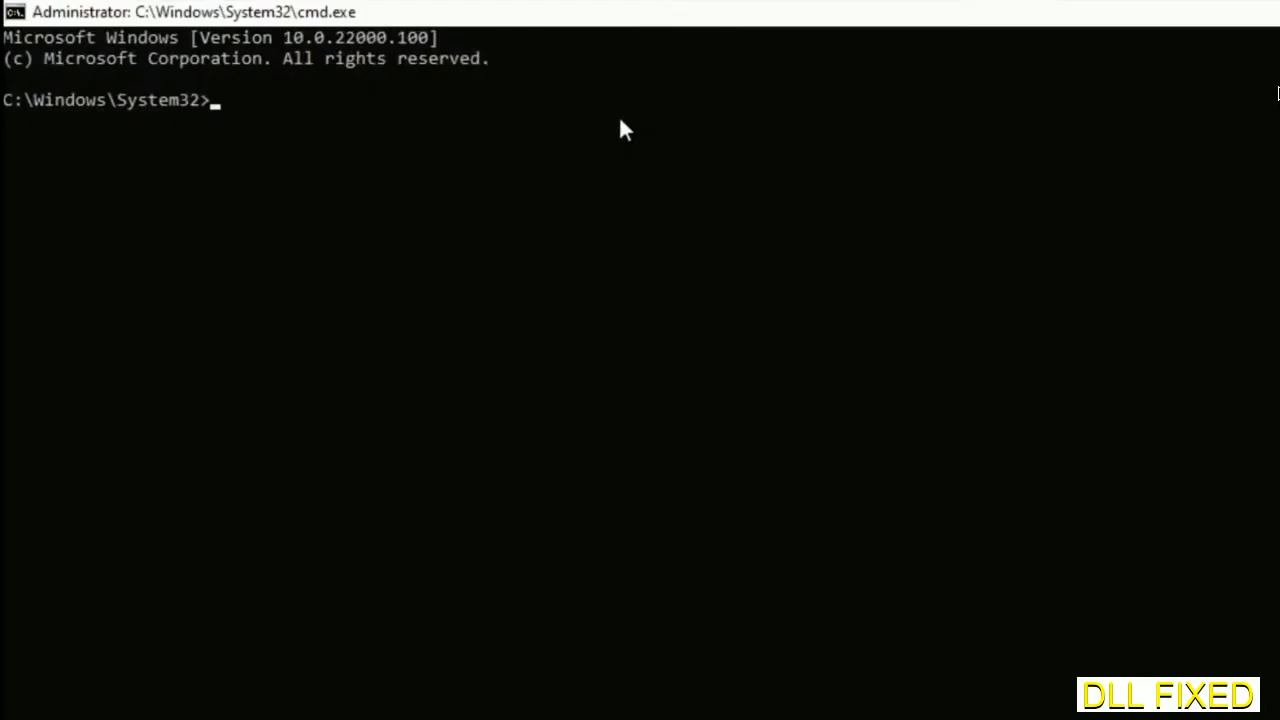 Administrator: C:\Windows\System32\cmd.exe
Microsoft Windows [Version 10.0.22000.100]
(c) Microsoft Corporation. All rights reserved.
C:\Windows\System32>
DLL FIXED